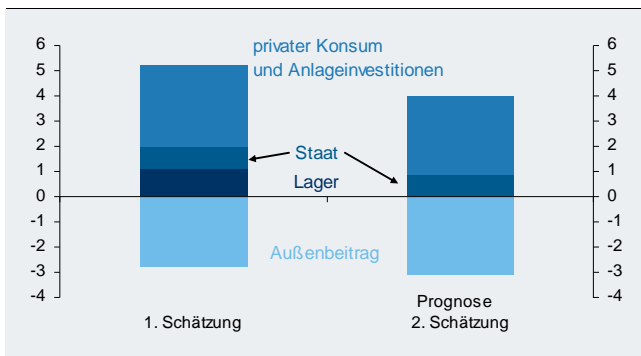 6
5
4
3
2
1
0
-1
-2
-3
-4
privater Konsum
und Anlageinvestitionen
Staat
Lager
Außenbeitrag
6
5
4
3
2
1
0
-1
-2
-3
-4
1. Schätzung
Prognose
2. Schätzung